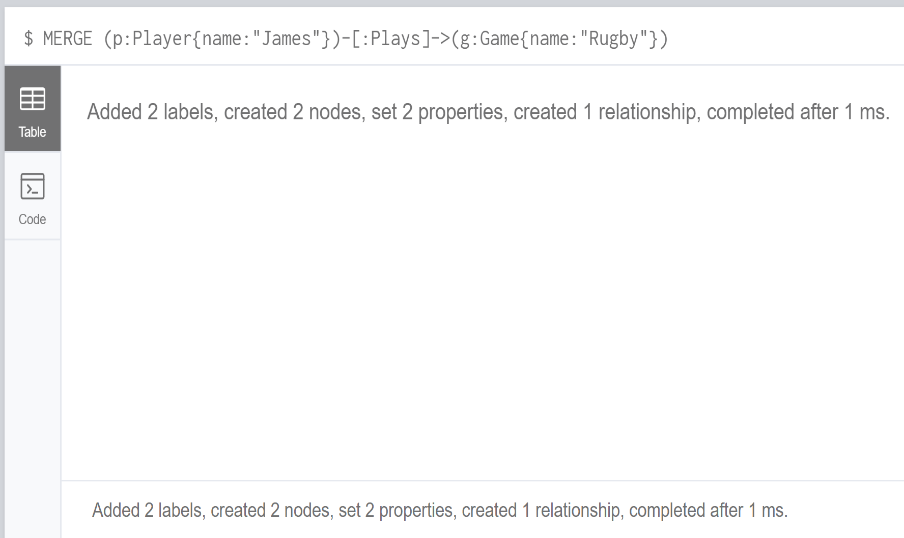 $ MERGE (p:Player{name:"James"})-[:Plays]->(g:Game{name:"Rugby"})
Table
Added 2 labels, created 2 nodes, set 2 properties, created 1 relationship, completed after 1 ms.
Code
Added 2 labels, created 2 nodes, set 2 properties, created 1 relationship, completed after 1 ms.